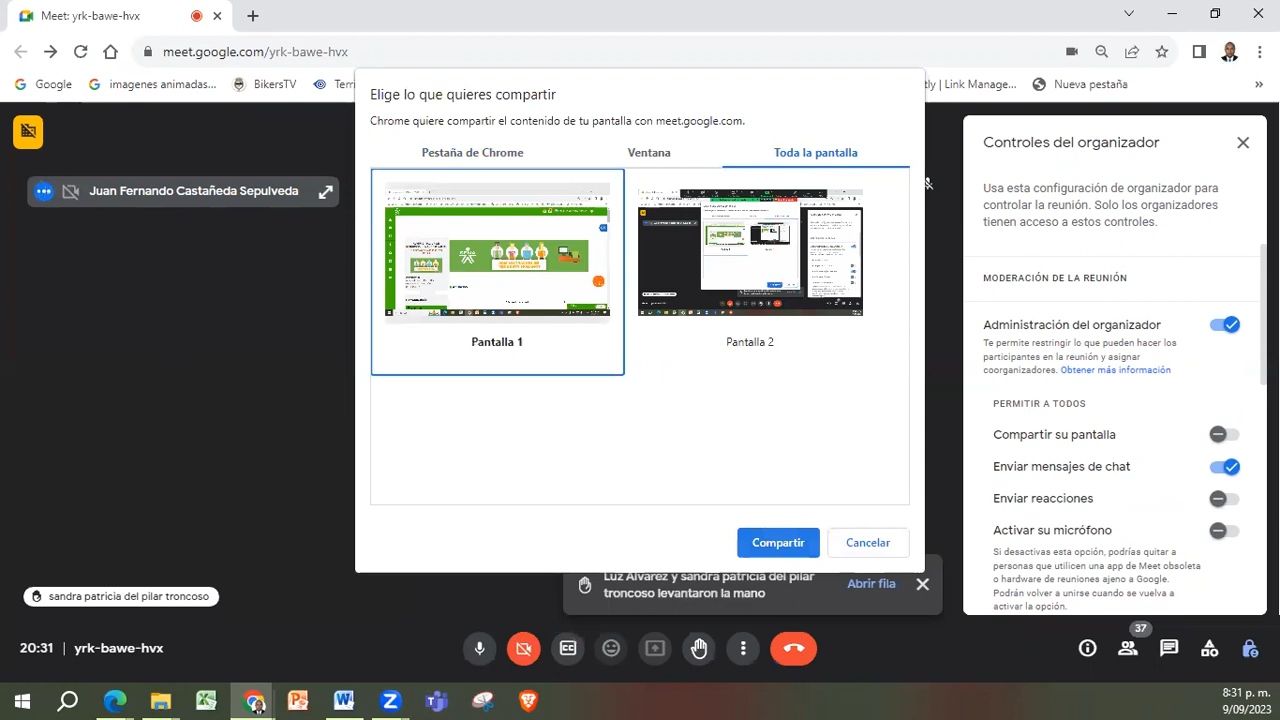 Meet: yrk-bawe-hvx
meet.google.com/yrk-bawe-hvx
Google
imagenes animadas...
BikersTV
Terri
tly | Link Manage...
Nueva pestaña
»
Elige lo que quieres compartir
Chrome quiere compartir el contenido de tu pantalla con meet.google.com.
Pestaña de Chrome
Ventana
Toda la pantalla
Pantalla 1
Pantalla 2
Compartir
Cancelar
Juan Fernando Castañeda Sepulveda
Controles del organizador
Usa esta configuración de organizador para
controlar la reunión. Solo los organizadores
tienen acceso a estos controles.
MODERACIÓN DE LA REUNIÓN
Administración del organizador
Te permite restringir lo que pueden hacer los
participantes en la reunión y asignar
coorganizadores. Obtener más información
PERMITIR A TODOS
Compartir su pantalla
Enviar mensajes de chat
Enviar reacciones
Activar su micrófono
Si desactivas esta opción, podrías quitar a
personas que utilicen una app de Meet obsoleta
o hardware de reuniones ajeno a Google.
Podrán volver a unirse cuando se vuelva a
activar la opción.
Luz Alvarez y sandra patricia del pilar
troncoso levantaron la mano
Abrir fila
sandra patricia del pilar troncoso
20:31 | yrk-bawe-hvx
37
8:31 p. m.
9/09/2023